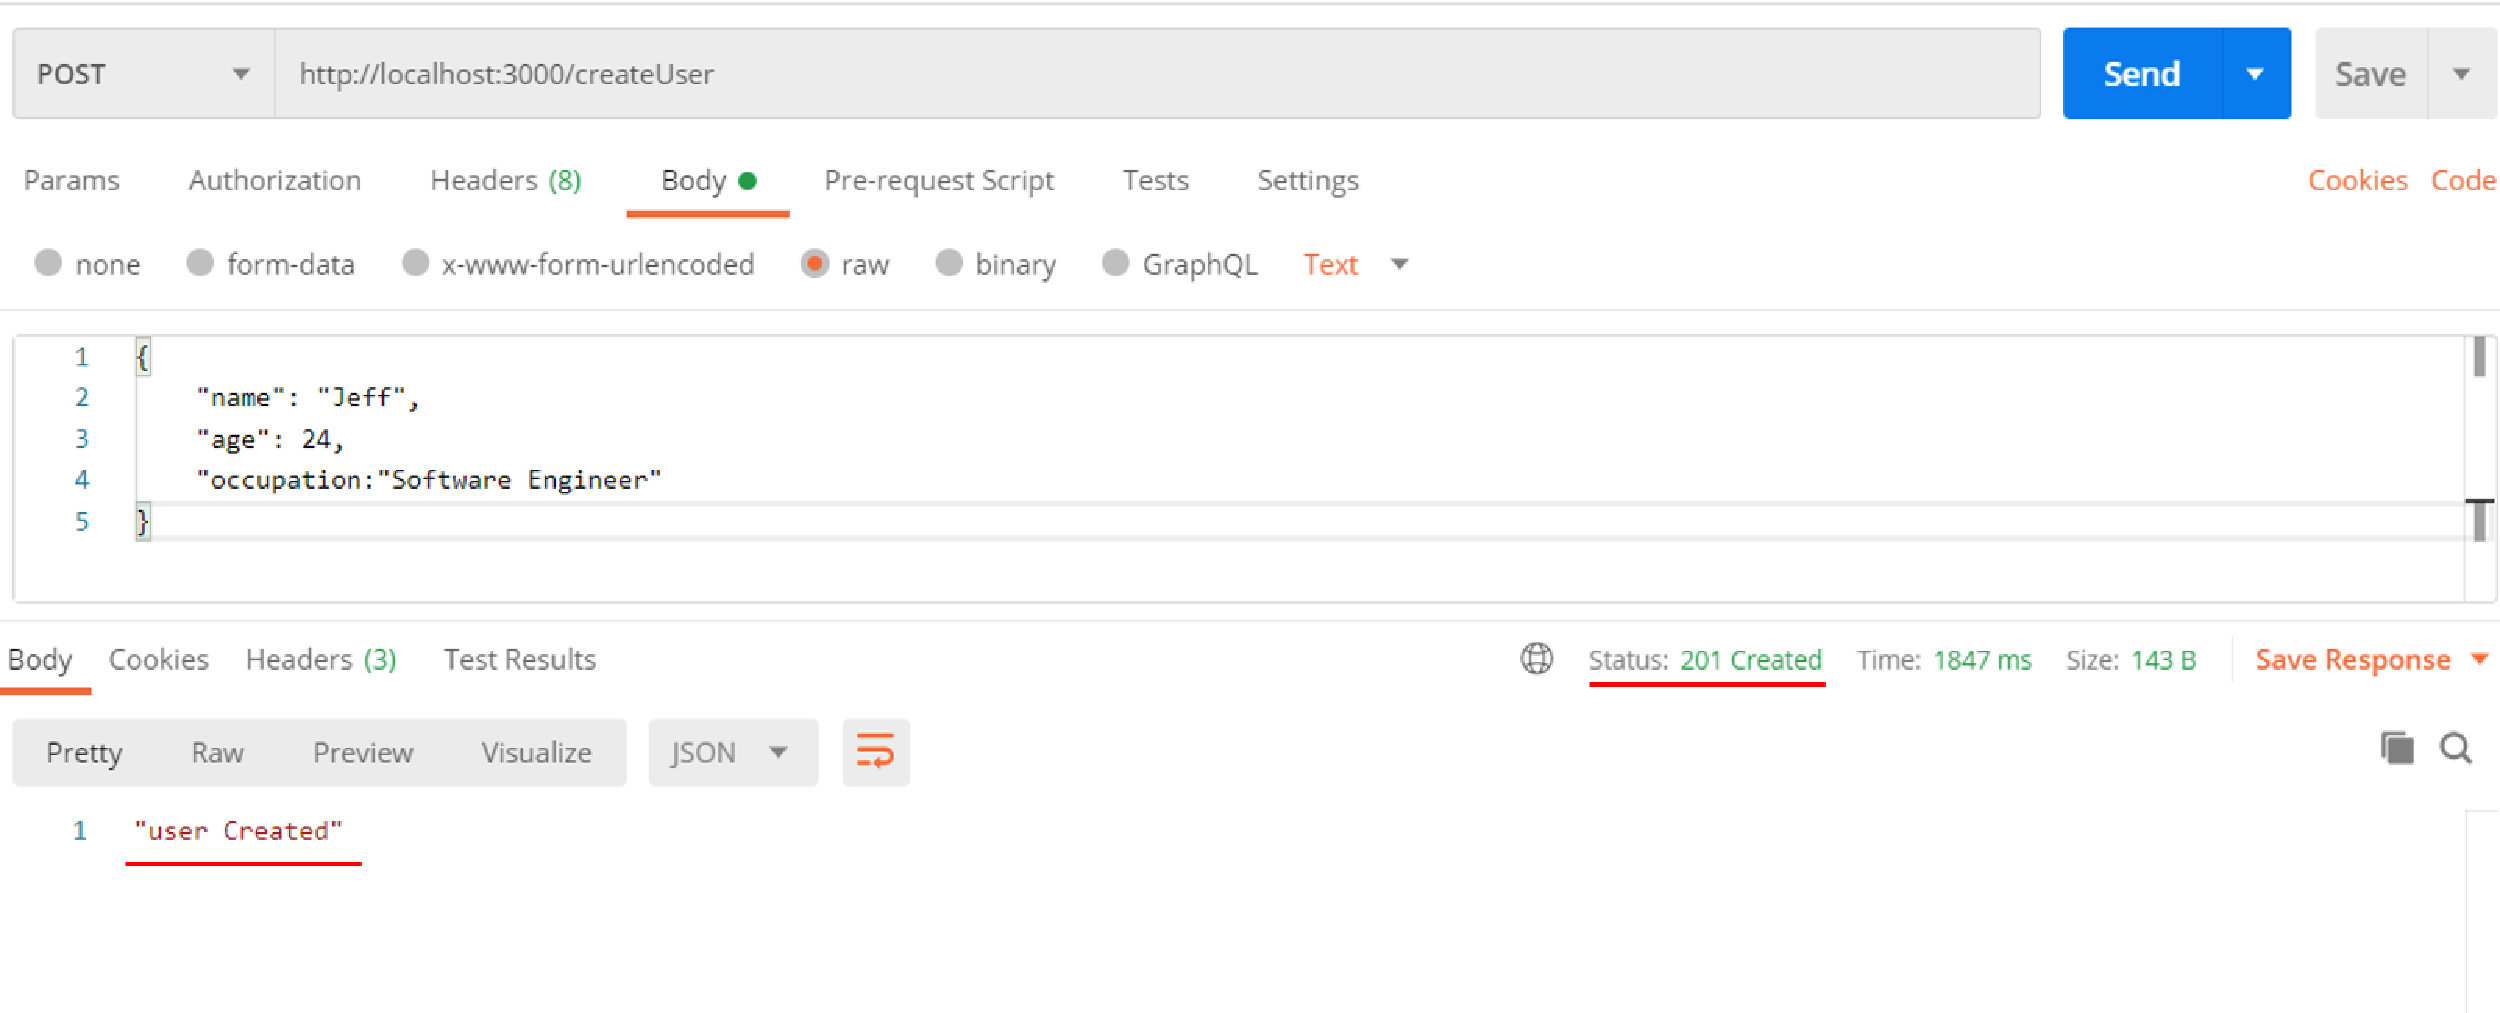 POST http://localhost:3000/createUser Send Save
Params Authorization Headers (8) Body Pre-request Script Tests Settings Cookies Code
none form-data x-www-form-urlencoded raw binary GraphQL Text
1 {
2 "name": "Jeff",
3 "age": 24,
4 "occupation:"Software Engineer"
5 }
Body Cookies Headers (3) Test Results Status: 201 Created Time: 1847 ms Size: 143 B Save Response
Pretty Raw Preview Visualize JSON
1 "user Created"